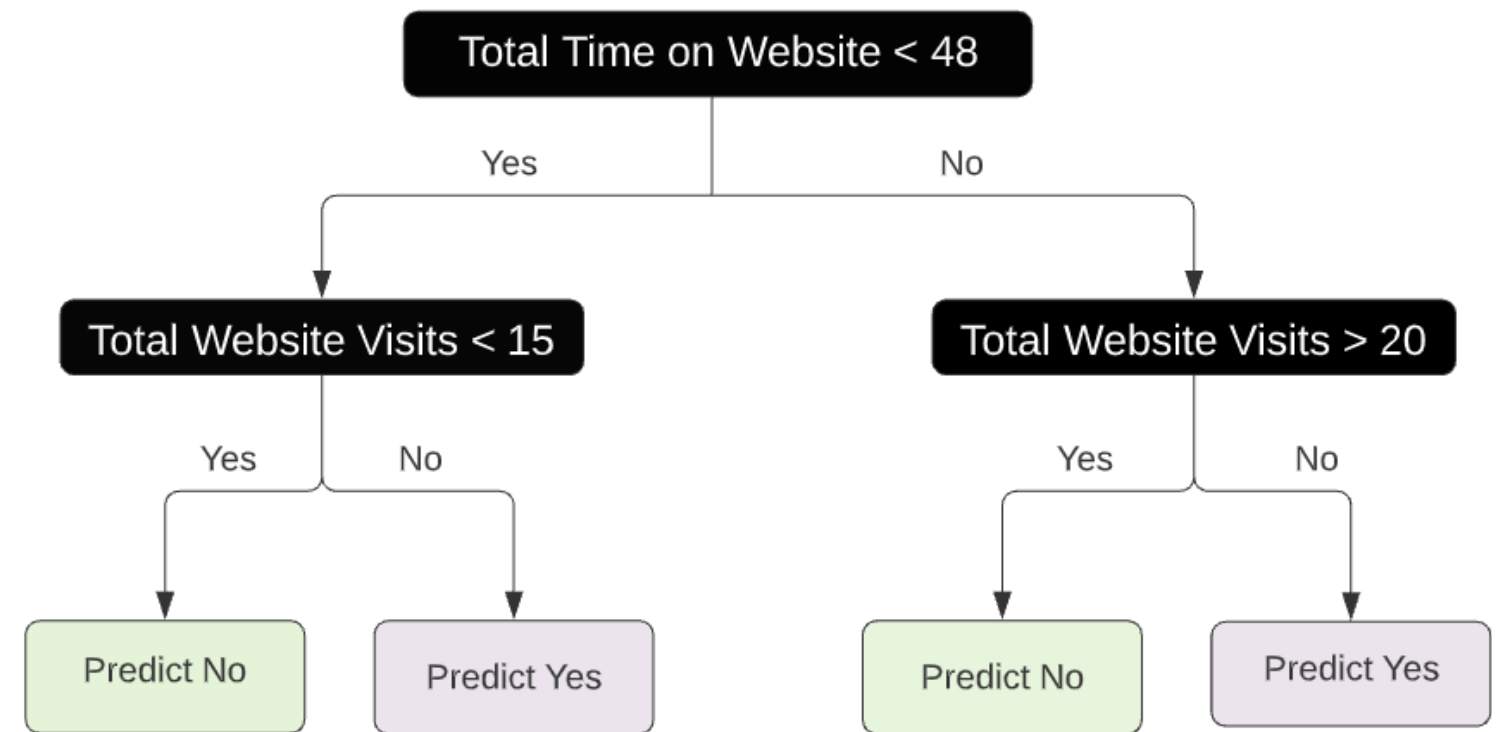 Total Time on Website < 48
Yes
No
Total Website Visits < 15
Total Website Visits > 20
Yes
No
Yes
No
Predict No
Predict Yes
Predict No
Predict Yes